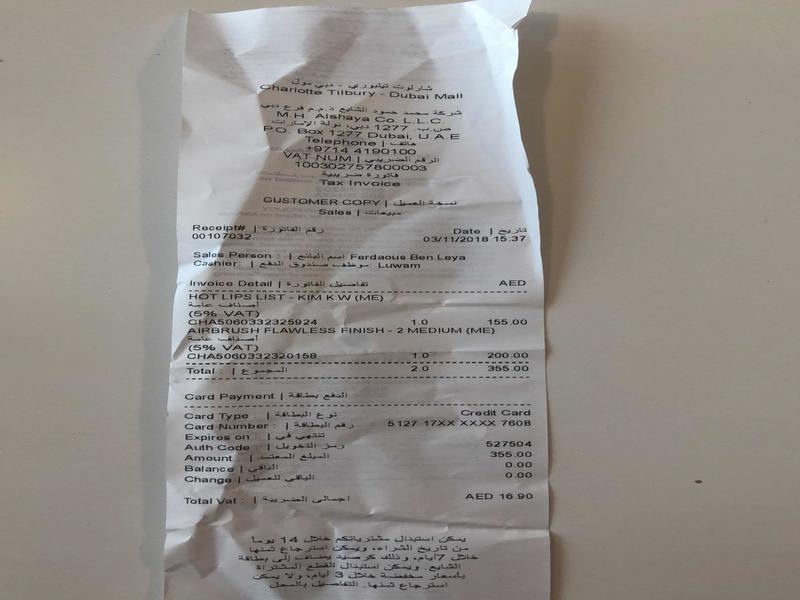 تشارلوت تيلبوري - دبي مول
Charlotte Tilbury - Dubai Mall
شركة محمد حمود الشايع ذ.م.م فرع دبي
M.H. Alshaya Co. L.L.C.
ص.ب. 1277 دبي، دولة الامارات
P.O. Box 1277 Dubai, U.A.E
Telephone | هاتف
+9714 4190100
VAT NUM | الرقم الضريبي
100302757800003
فاتورة ضريبية
Tax Invoice
CUSTOMER COPY | نسخة العميل
Sales | مبيعات
Receipt# | رقم الفاتورة Date | تاريخ
00107032 03/11/2018 15:37
Sales Person : | اسم البائع Ferdaous Ben Leya
Cashier: | موظف صندوق الدفع: Luwam
Invoice Detail | تفاصيل الفاتورة AED
HOT LIPS LIST - KIM K.W (ME)
أصناف عامة
(5% VAT)
CHA5060332325924 1.0 155.00
AIRBRUSH FLAWLESS FINISH - 2 MEDIUM (ME)
أصناف عامة
(5% VAT)
CHA5060332320158 1.0 200.00
Total : | المجموع 2.0 355.00
Card Payment | الدفع بطاقة
Card Type : | نوع البطاقة Credit Card
Card Number : | رقم البطاقة 5127 17XX XXXX 7608
Expires on : | تنتهي في
Auth Code : | رمز التخويل 527504
Amount : | المبلغ المعتمد 355.00
Balance | الباقي 0.00
Change | الباقي للعميل 0.00
Total Vat : | اجمالى الضريبة AED 16.90
يمكن استبدال مشترياتكم خلال 14 يوما
من تاريخ الشراء، ويمكن استرجاع ثمنها
خلال 7أيام، وذلك كرصيد يضاف إلى بطاقة
الشايع. ويمكن استبدال القطع المشتراة
بأسعار مخفضة خلال 3 أيام، ولا يمكن
استرجاع ثمنها. التفاصيل بالمحل